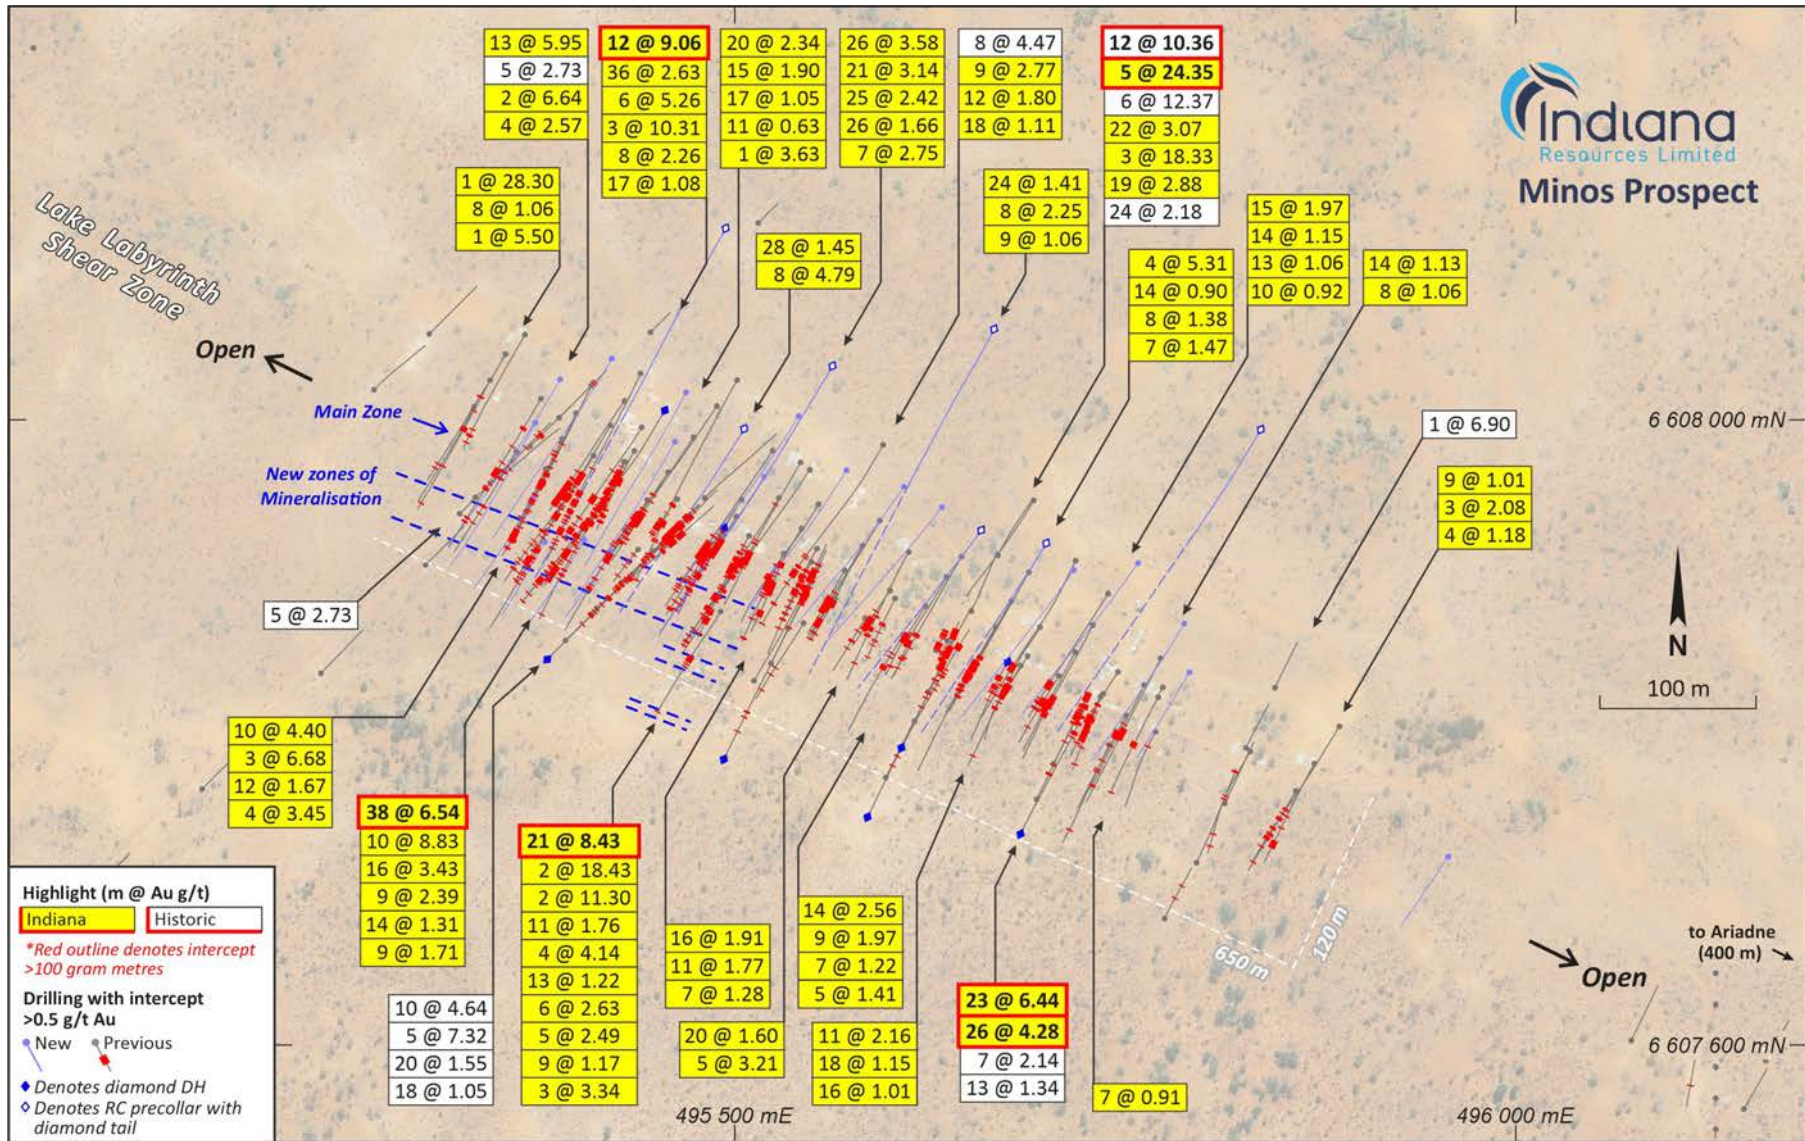 13 @ 5.95
5 @ 2.73
2 @ 6.64
4 @ 2.57
12 @ 9.06
36 @ 2.63
6 @ 5.26
3 @ 10.31
8 @ 2.26
17 @ 1.08
20 @ 2.34
15 @ 1.90
17 @ 1.05
11 @ 0.63
1 @ 3.63
26 @ 3.58
21 @ 3.14
25 @ 2.42
26 @ 1.66
7 @ 2.75
8 @ 4.47
9 @ 2.77
12 @ 1.80
18 @ 1.11
12 @ 10.36
5 @ 24.35
6 @ 12.37
22 @ 3.07
3 @ 18.33
19 @ 2.88
24 @ 2.18
Indiana
Resources Limited
Minos Prospect
1 @ 28.30
8 @ 1.06
1 @ 5.50
28 @ 1.45
8 @ 4.79
24 @ 1.41
8 @ 2.25
9 @ 1.06
4 @ 5.31
14 @ 0.90
8 @ 1.38
7 @ 1.47
15 @ 1.97
14 @ 1.15
13 @ 1.06
10 @ 0.92
14 @ 1.13
8 @ 1.06
Lake Labyrinth
Shear Zone
Open
Main Zone
New zones of
Mineralisation
6 608 000 mN
1 @ 6.90
9 @ 1.01
3 @ 2.08
4 @ 1.18
N
100 m
5 @ 2.73
10 @ 4.40
3 @ 6.68
12 @ 1.67
4 @ 3.45
38 @ 6.54
10 @ 8.83
16 @ 3.43
9 @ 2.39
14 @ 1.31
9 @ 1.71
10 @ 4.64
5 @ 7.32
20 @ 1.55
18 @ 1.05
21 @ 8.43
2 @ 18.43
2 @ 11.30
11 @ 1.76
4 @ 4.14
13 @ 1.22
6 @ 2.63
5 @ 2.49
9 @ 1.17
3 @ 3.34
16 @ 1.91
11 @ 1.77
7 @ 1.28
20 @ 1.60
5 @ 3.21
14 @ 2.56
9 @ 1.97
7 @ 1.22
5 @ 1.41
11 @ 2.16
18 @ 1.15
16 @ 1.01
23 @ 6.44
26 @ 4.28
7 @ 2.14
13 @ 1.34
7 @ 0.91
650 m
120 m
Open
to Ariadne
(400 m)
6 607 600 mN
495 500 mE
496 000 mE
Highlight (m @ Au g/t)
Indiana
Historic
*Red outline denotes intercept
>100 gram metres
Drilling with intercept
>0.5 g/t Au
New
Previous
Denotes diamond DH
Denotes RC precollar with
diamond tail